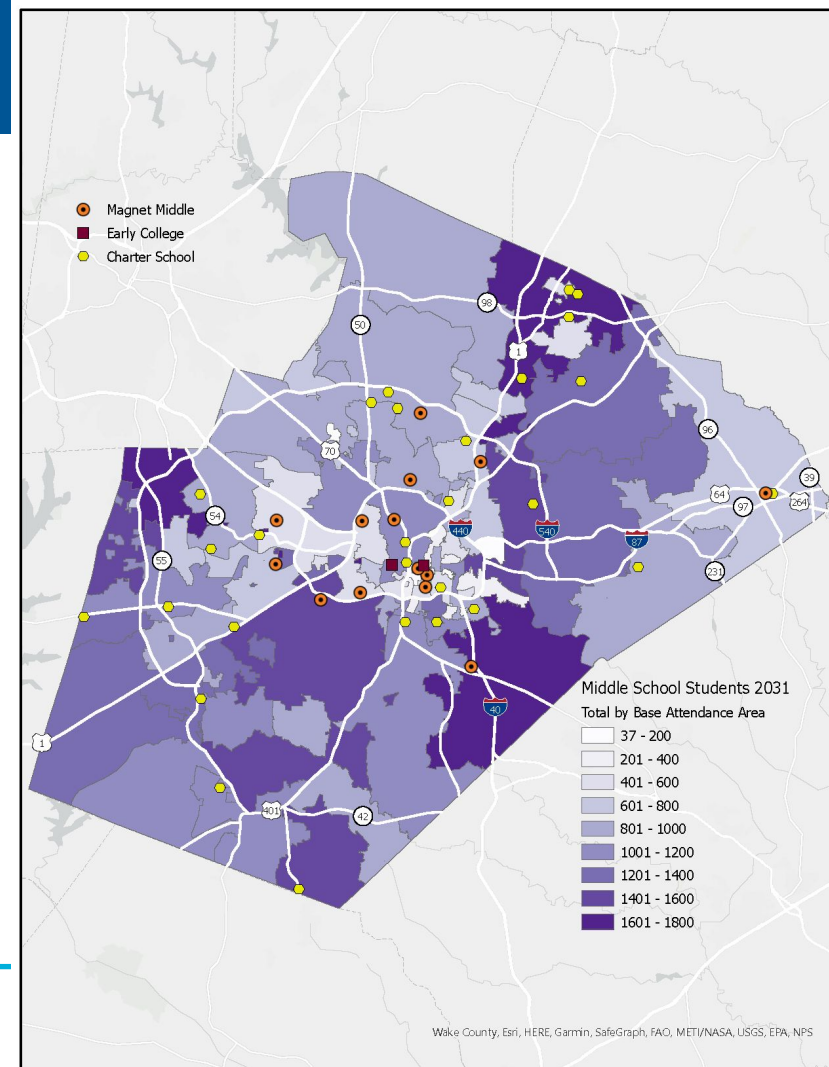 Magnet Middle
Early College
Charter School
98
50
1
96
70
39
64
264
97
54
440
540
87
55
231
Middle School Students 2031
Total by Base Attendance Area
40
37 - 200
1
201 - 400
401 - 600
601 - 800
401
42
801 - 1000
1001 - 1200
1201 - 1400
1401 - 1600
1601 - 1800
Wake County, Esri, HERE, Garmin, SafeGraph, FAO, METI/NASA, USGS, EPA, NPS